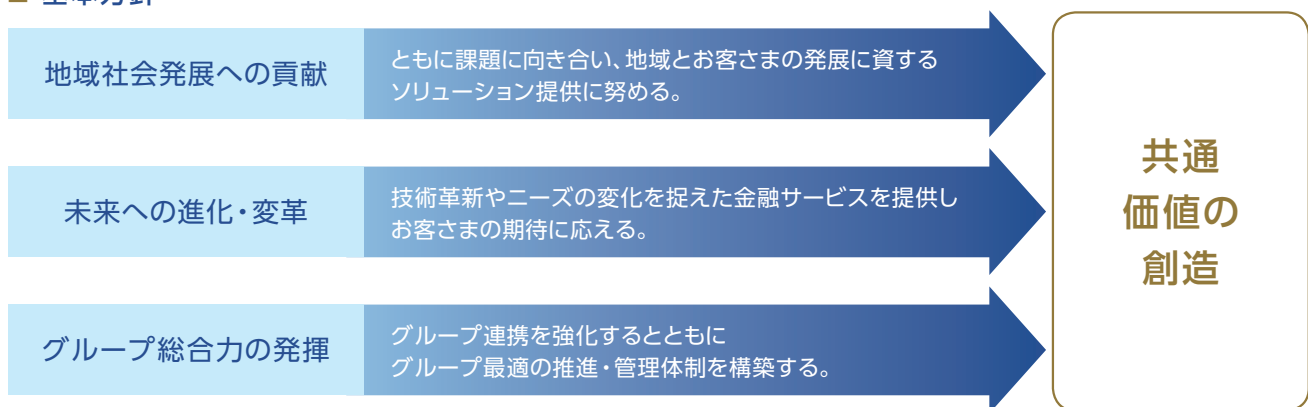 地域社会発展への貢献
ともに課題に向き合い、地域とお客さまの発展に資する
ソリューション提供に努める。
未来への進化・変革
技術革新やニーズの変化を捉えた金融サービスを提供し
お客さまの期待に応える。
グループ総合力の発揮
グループ連携を強化するとともに
グループ最適の推進・管理体制を構築する。
共通
価値の
創造